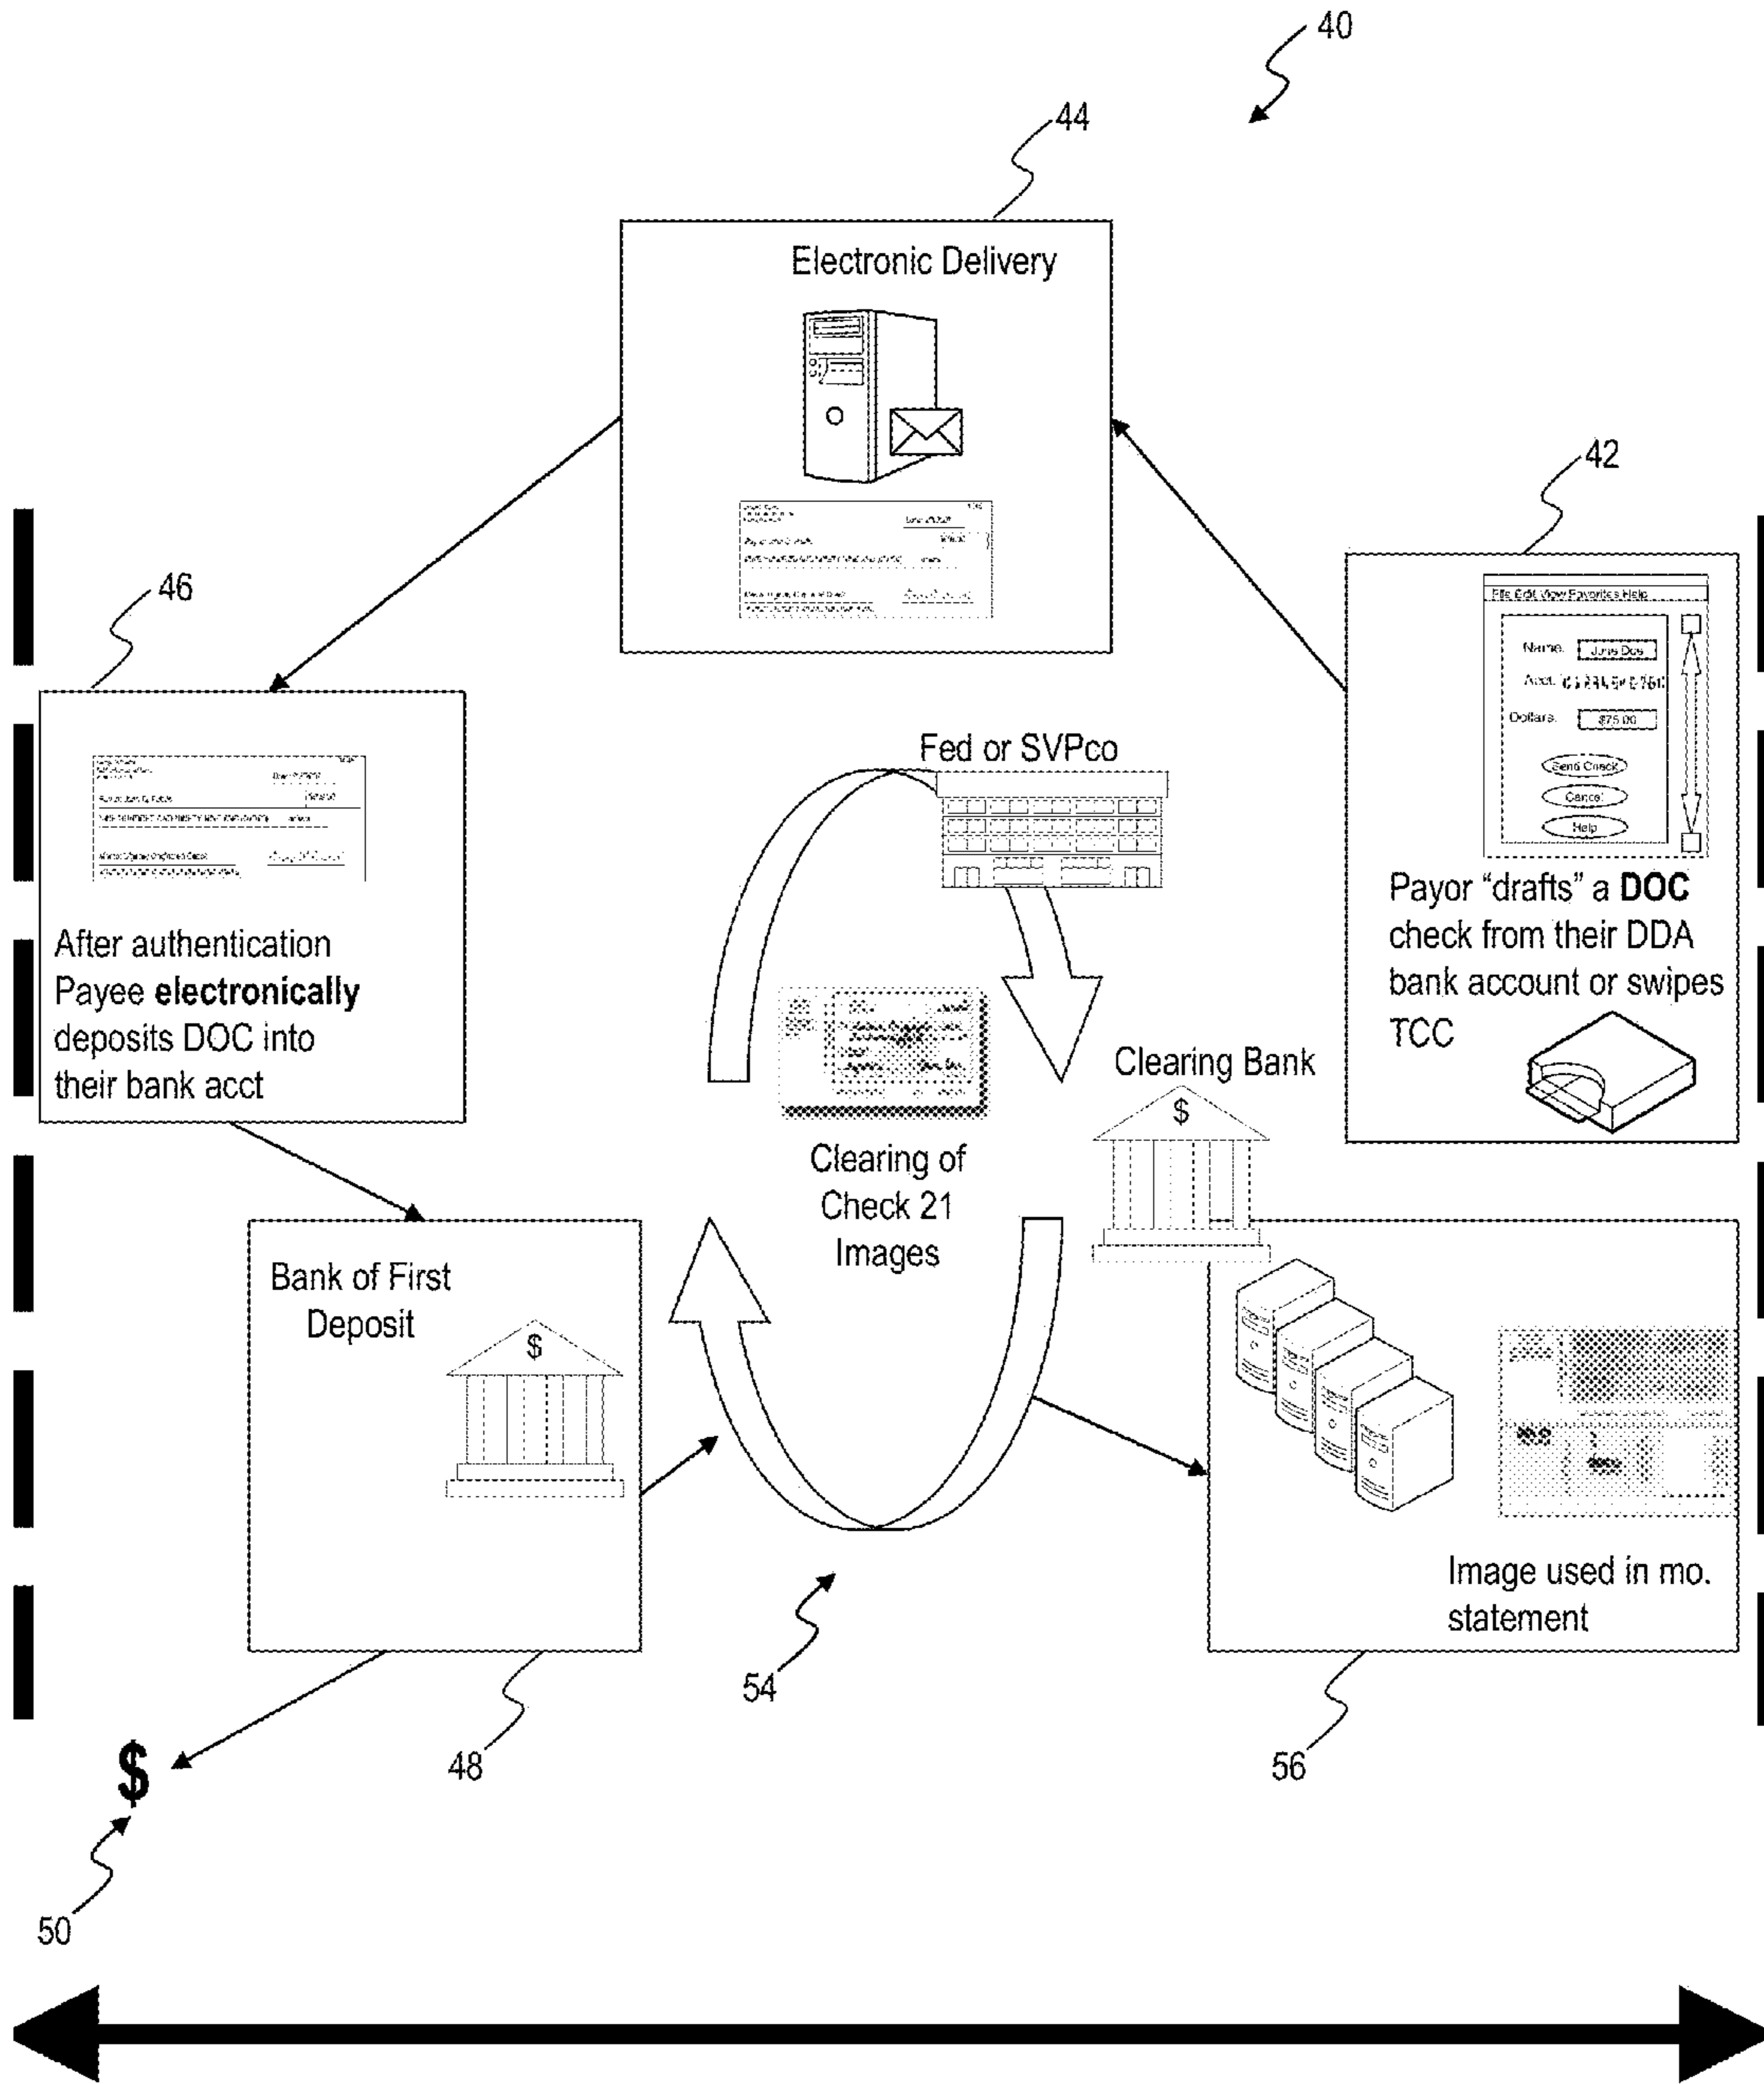 40
44
Electronic Delivery
42
File Edit View Favorites Help
Name.
Dollars.
$75.00
Send Check
Cancel
Help
Payor “drafts” a DOC
check from their DDA
bank account or swipes
TCC
46
After authentication
Payee electronically
deposits DOC into
their bank acct
Fed or SVPco
Clearing of
Check 21
Images
Clearing Bank
$
Bank of First
Deposit
$
Image used in mo.
statement
54
48
56
$
50